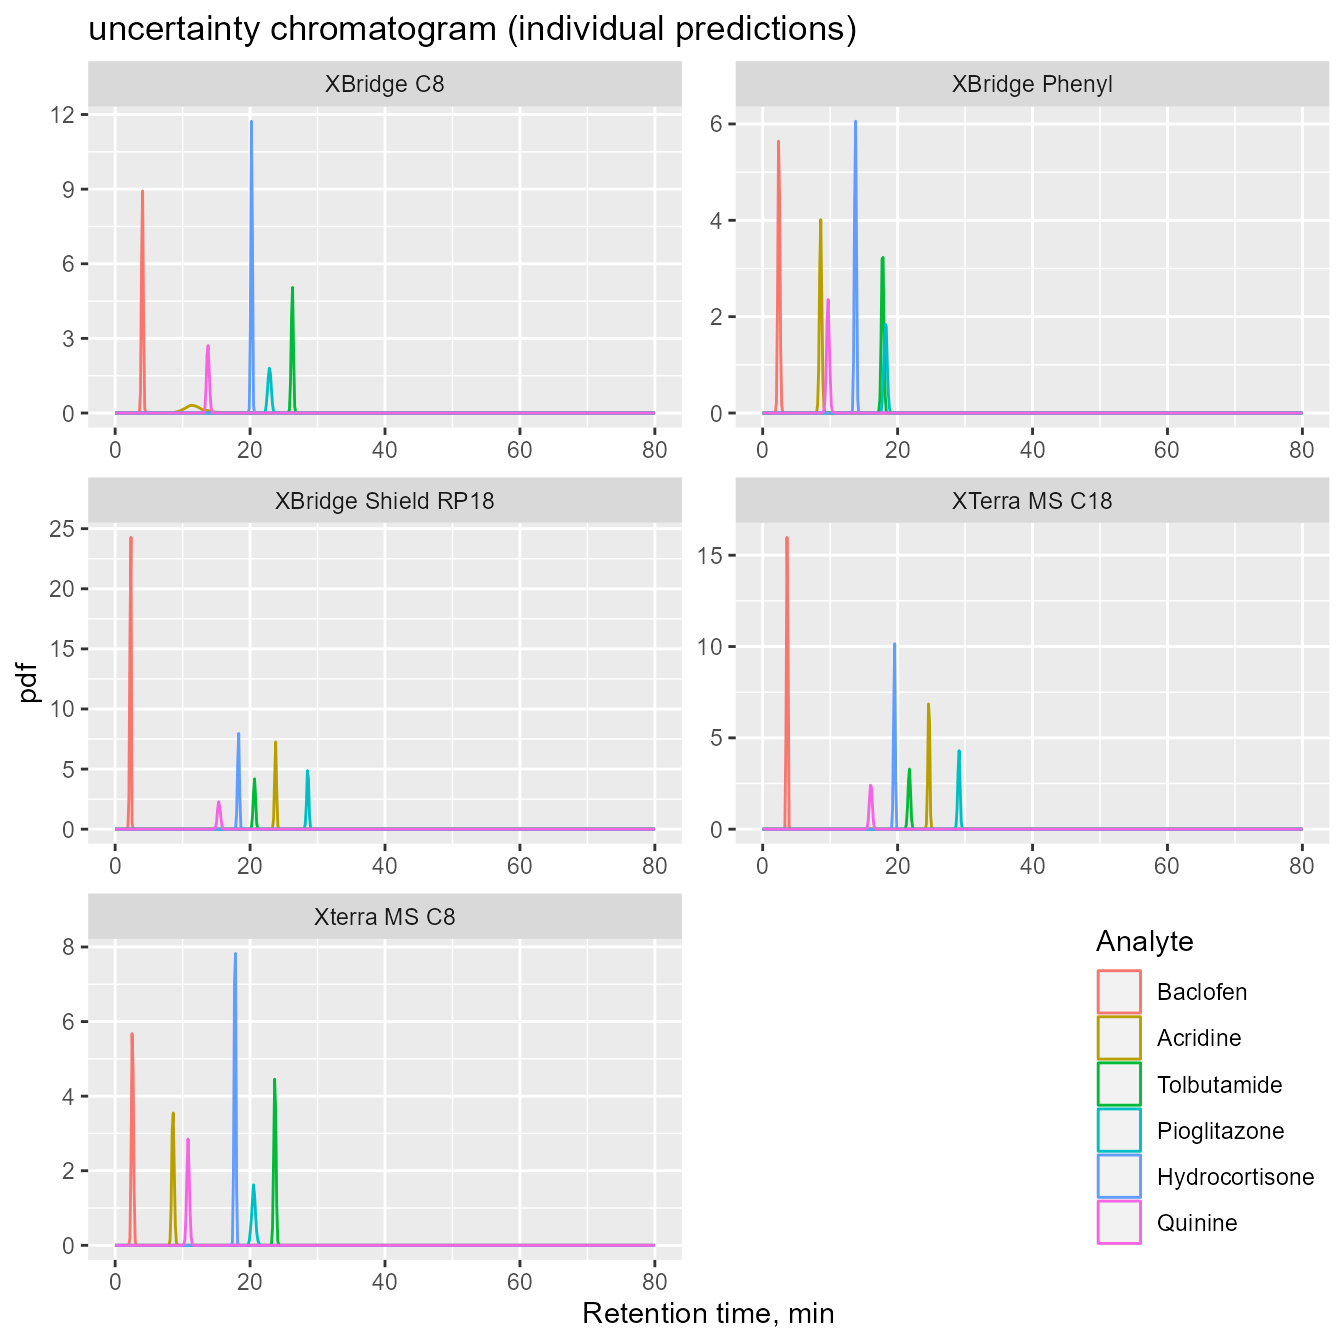 uncertainty chromatogram (individual predictions)
XBridge C8
XBridge Phenyl
12
9
6
3
0
6
4
2
0
0 20 40 60 80
0 20 40 60 80
XBridge Shield RP18
XTerra MS C18
25
20
15
10
5
0
15
10
5
0
0 20 40 60 80
0 20 40 60 80
pdf
Xterra MS C8
8
6
4
2
0
0 20 40 60 80
Retention time, min
Analyte
Baclofen
Acridine
Tolbutamide
Pioglitazone
Hydrocortisone
Quinine